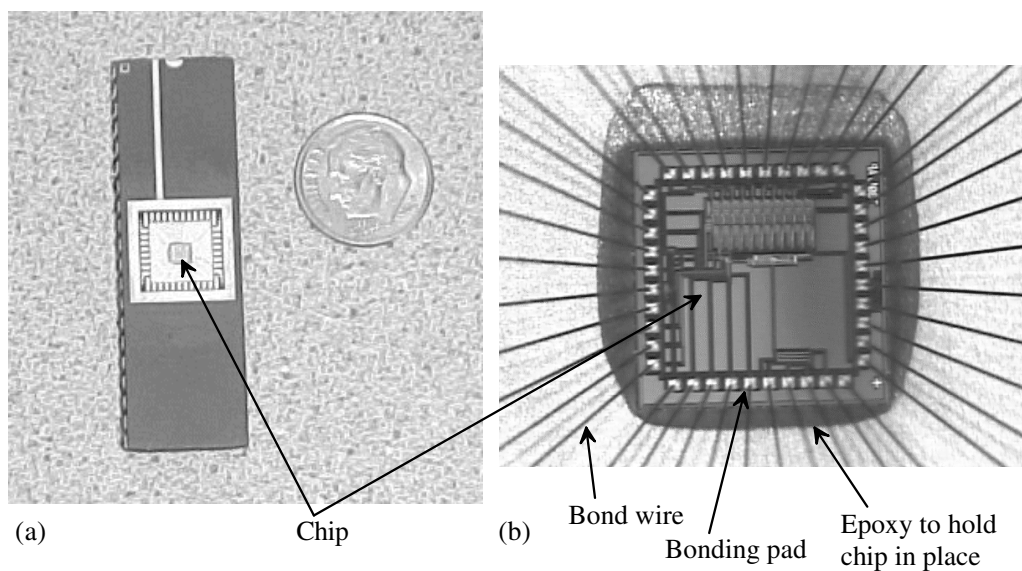 (a)
Chip
(b)
Bond wire
Bonding pad
Epoxy to hold
chip in place